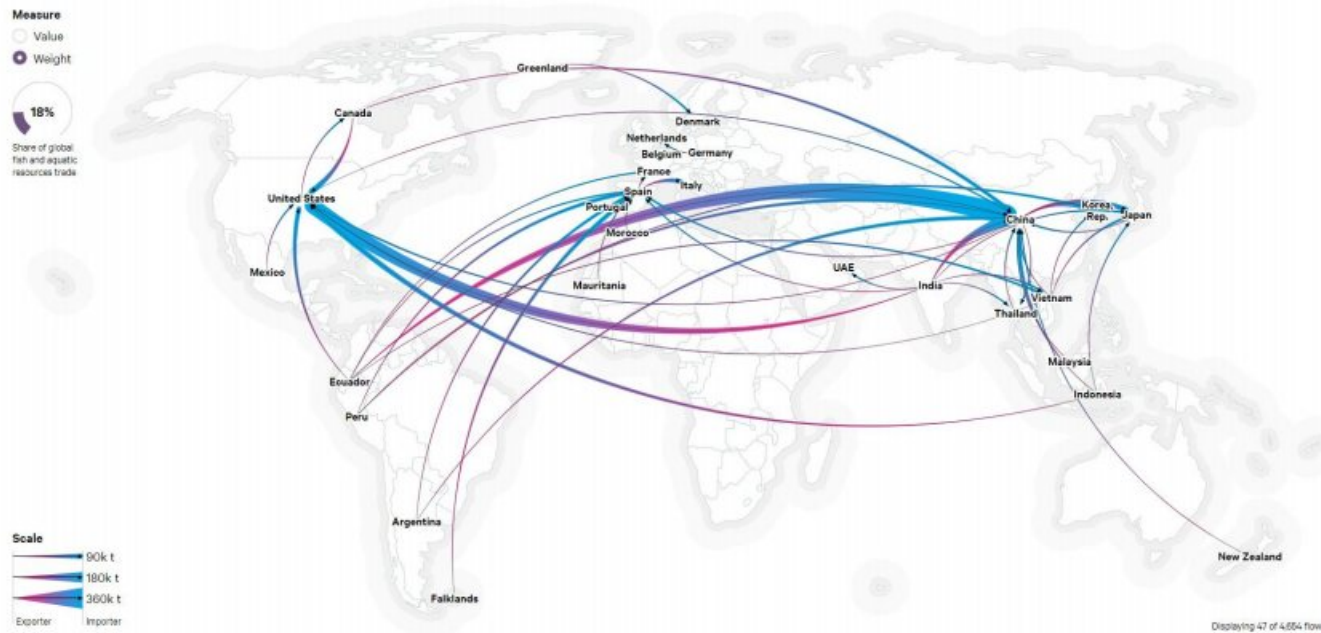 Measure
Value
Weight
18%
Share of global
fish and aquatic
resources trade
Greenland
Canada
Denmark
Netherlands
Belgium
Germany
France
Spain
Italy
United States
Portugal
China
Korea,
Rep.
Japan
Morocco
Mexico
Mauritania
UAE
India
Vietnam
Thailand
Malaysia
Ecuador
Indonesia
Peru
Argentina
New Zealand
Falklands
Scale
90k t
180k t
360k t
Exporter
Importer
Displaying 47 of 4,654 flow